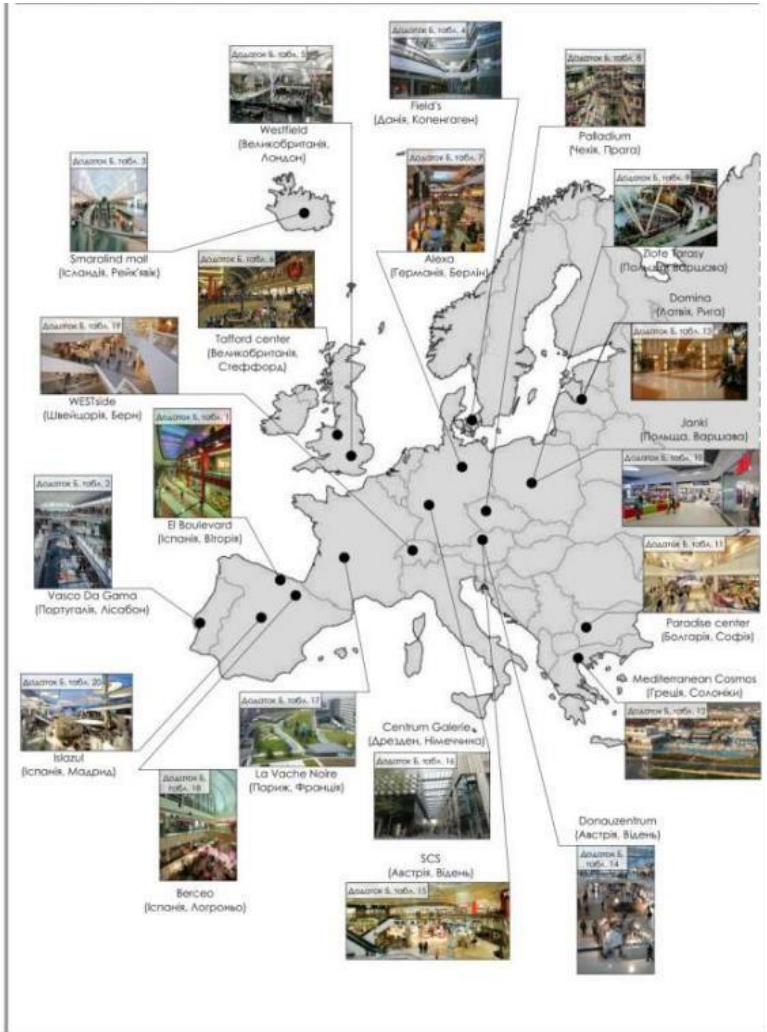 Додаток Б, табл. 4
Field's
(Данія, Копенгаген)
Додаток Б, табл. 5
Westfield
(Великобританія,
Лондон)
Додаток Б, табл. 8
Palladium
(Чехія, Прага)
Додаток Б, табл. 3
Smaralind mall
(Ісландія, Рейк'явік)
Додаток Б, табл. 7
Alexa
(Германія, Берлін)
Додаток Б, табл. 9
Zlote Tarasy
(Польща, Варшава)
Додаток Б, табл. 6
Tafford center
(Великобританія,
Стеффорд)
Domina
(Латвія, Рига)
Додаток Б, табл. 13
Додаток Б, табл. 19
WESTside
(Швейцарія, Берн)
Додаток Б, табл. 1
El Boulevard
(Іспанія, Віторія)
Janki
(Польща, Варшава)
Додаток Б, табл. 10
Додаток Б, табл. 2
Vasco Da Gama
(Португалія, Лісабон)
Додаток Б, табл. 11
Paradise center
(Болгарія, Софія)
Додаток Б, табл. 20
Islazul
(Іспанія, Мадрид)
Додаток Б, табл. 17
La Vache Noire
(Париж, Франція)
Centrum Galerie
(Дрезден, Німеччина)
Додаток Б, табл. 16
Mediterranean Cosmos
(Греція, Солоніки)
Додаток Б, табл. 12
Додаток Б,
табл. 18
Berceo
(Іспанія, Логроньо)
SCS
(Австрія, Відень)
Додаток Б, табл. 15
Donauzentrum
(Австрія, Відень)
Додаток Б,
табл. 14